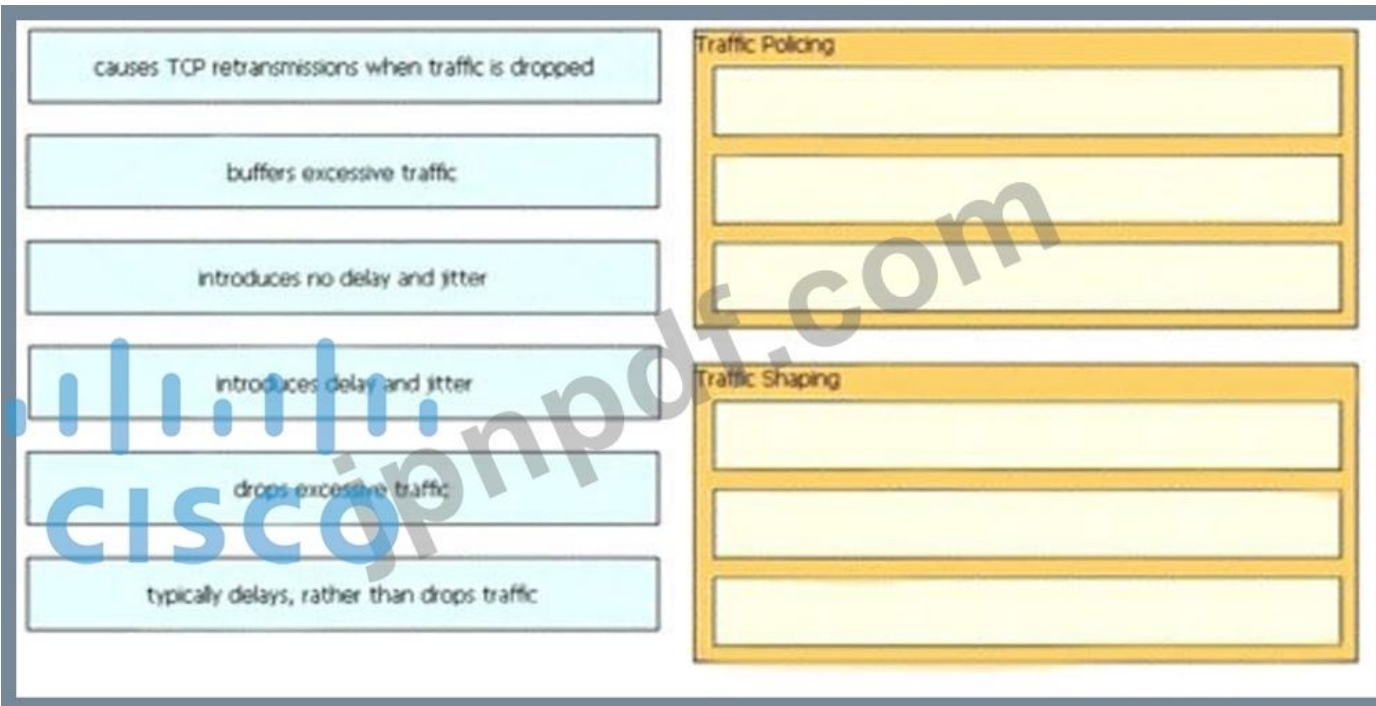 causes TCP retransmissions when traffic is dropped
buffers excessive traffic
introduces no delay and jitter
introduces delay and jitter
drops excessive traffic
typically delays, rather than drops traffic
Traffic Policing
Traffic Shaping
CISCO
jpnpdf.com